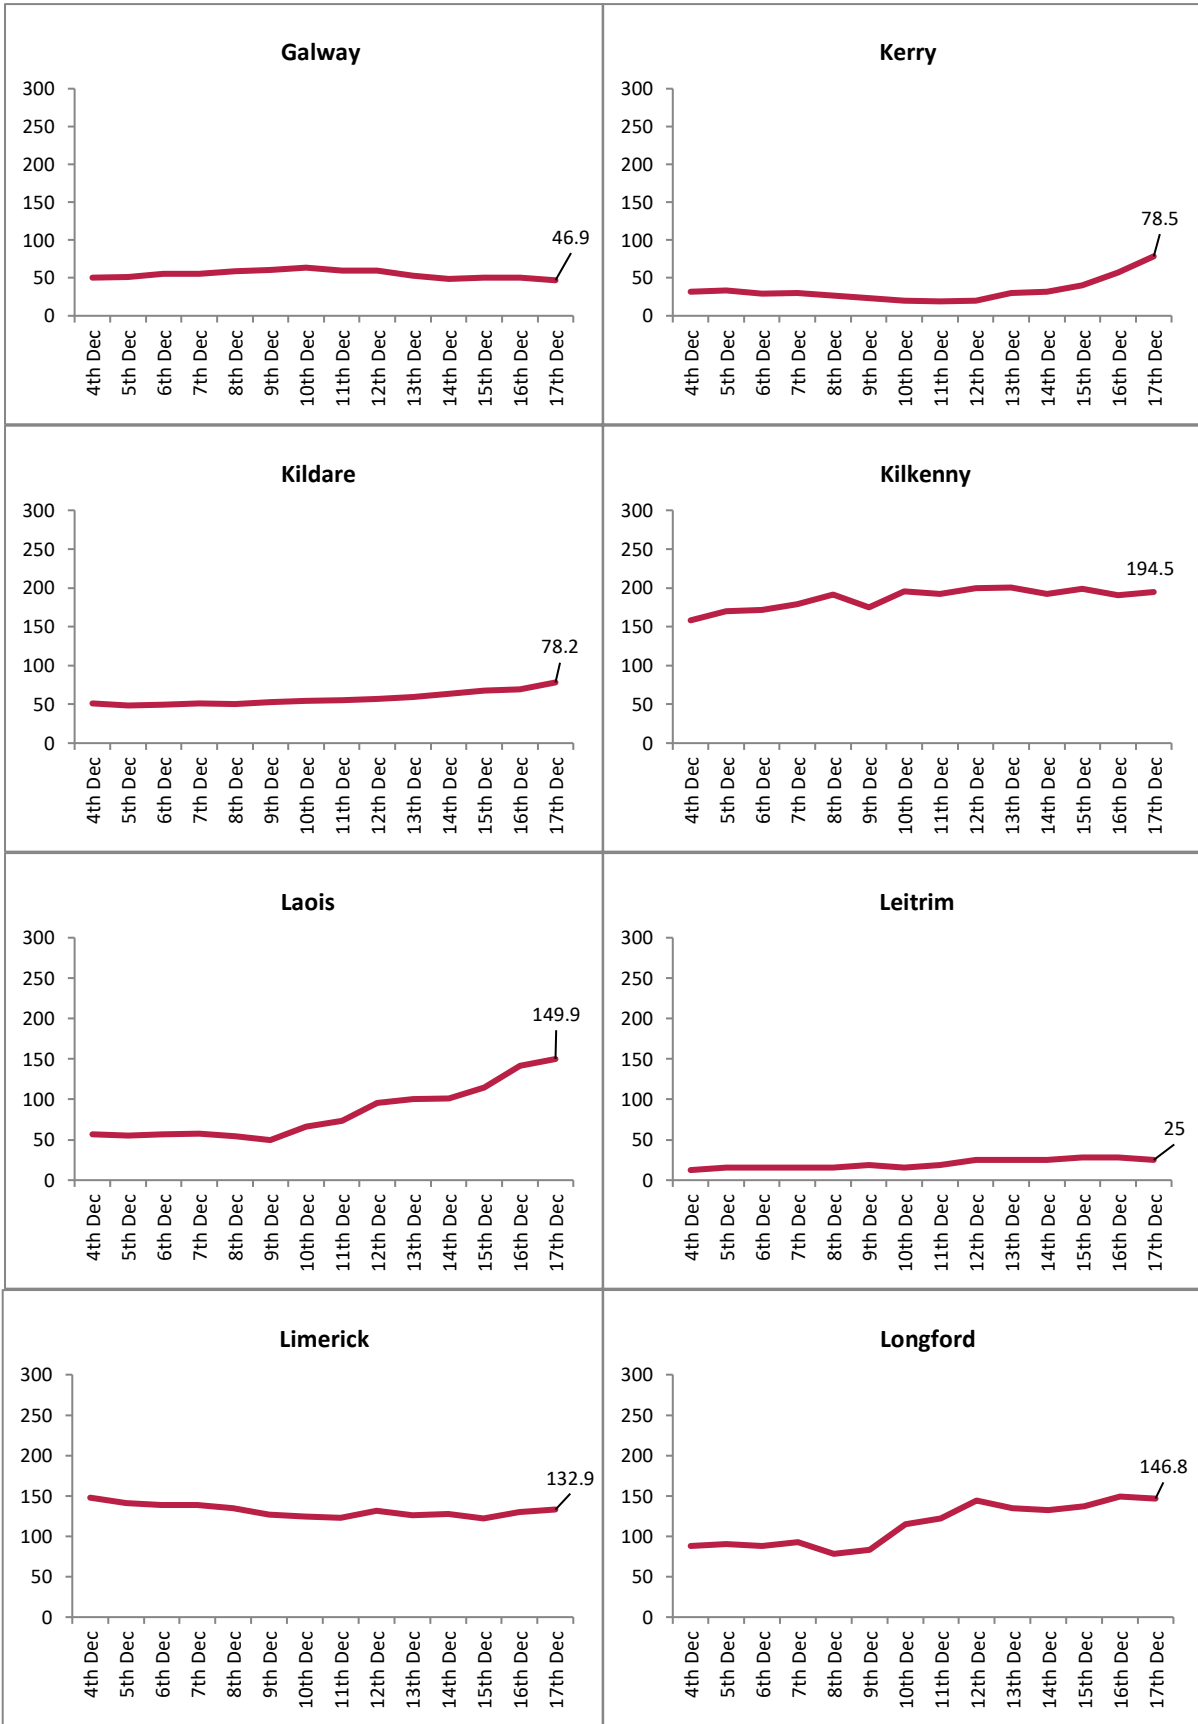 Galway
300
250
200
150
100
50
0
46.9
4th Dec
5th Dec
6th Dec
7th Dec
8th Dec
9th Dec
10th Dec
11th Dec
12th Dec
13th Dec
14th Dec
15th Dec
16th Dec
17th Dec
Kerry
300
250
200
150
100
50
0
78.5
4th Dec
5th Dec
6th Dec
7th Dec
8th Dec
9th Dec
10th Dec
11th Dec
12th Dec
13th Dec
14th Dec
15th Dec
16th Dec
17th Dec
Kildare
300
250
200
150
100
50
0
78.2
4th Dec
5th Dec
6th Dec
7th Dec
8th Dec
9th Dec
10th Dec
11th Dec
12th Dec
13th Dec
14th Dec
15th Dec
16th Dec
17th Dec
Kilkenny
300
250
200
150
100
50
0
194.5
4th Dec
5th Dec
6th Dec
7th Dec
8th Dec
9th Dec
10th Dec
11th Dec
12th Dec
13th Dec
14th Dec
15th Dec
16th Dec
17th Dec
Laois
300
250
200
150
100
50
0
149.9
4th Dec
5th Dec
6th Dec
7th Dec
8th Dec
9th Dec
10th Dec
11th Dec
12th Dec
13th Dec
14th Dec
15th Dec
16th Dec
17th Dec
Leitrim
300
250
200
150
100
50
0
25
4th Dec
5th Dec
6th Dec
7th Dec
8th Dec
9th Dec
10th Dec
11th Dec
12th Dec
13th Dec
14th Dec
15th Dec
16th Dec
17th Dec
Limerick
300
250
200
150
100
50
0
132.9
4th Dec
5th Dec
6th Dec
7th Dec
8th Dec
9th Dec
10th Dec
11th Dec
12th Dec
13th Dec
14th Dec
15th Dec
16th Dec
17th Dec
Longford
300
250
200
150
100
50
0
146.8
4th Dec
5th Dec
6th Dec
7th Dec
8th Dec
9th Dec
10th Dec
11th Dec
12th Dec
13th Dec
14th Dec
15th Dec
16th Dec
17th Dec